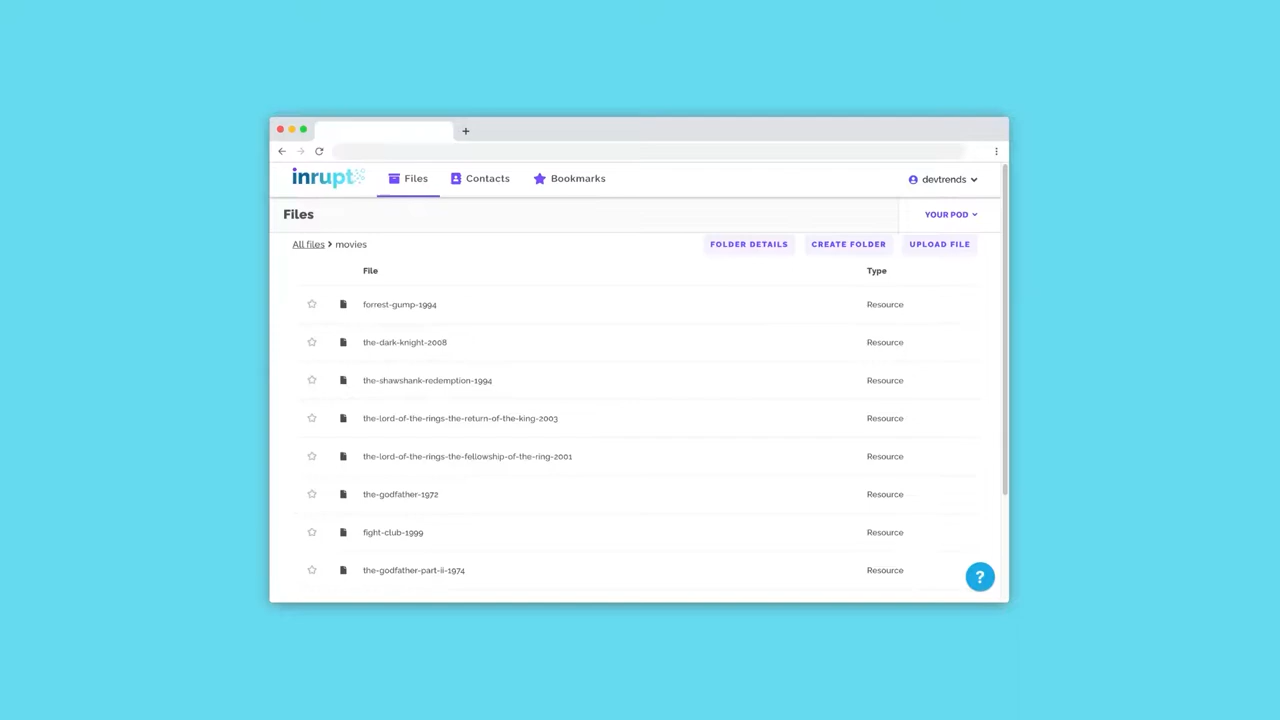 inrupt Files Contacts Bookmarks devtrends
Files YOUR POD
All files > movies FOLDER DETAILS CREATE FOLDER UPLOAD FILE
File Type
forrest-gump-1994 Resource
the-dark-knight-2008 Resource
the-shawshank-redemption-1994 Resource
the-lord-of-the-rings-the-return-of-the-king-2003 Resource
the-lord-of-the-rings-the-fellowship-of-the-ring-2001 Resource
the-godfather-1972 Resource
fight-club-1999 Resource
the-godfather-part-ii-1974 Resource
?